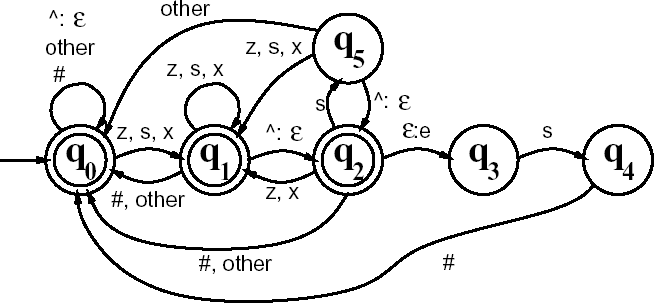 ^: ε
other
#
other
z, s, x
z, s, x
q5
s
^: ε
z, s, x
^: ε
ε:e
s
q0
q1
q2
q3
q4
#, other
z, x
#, other
#